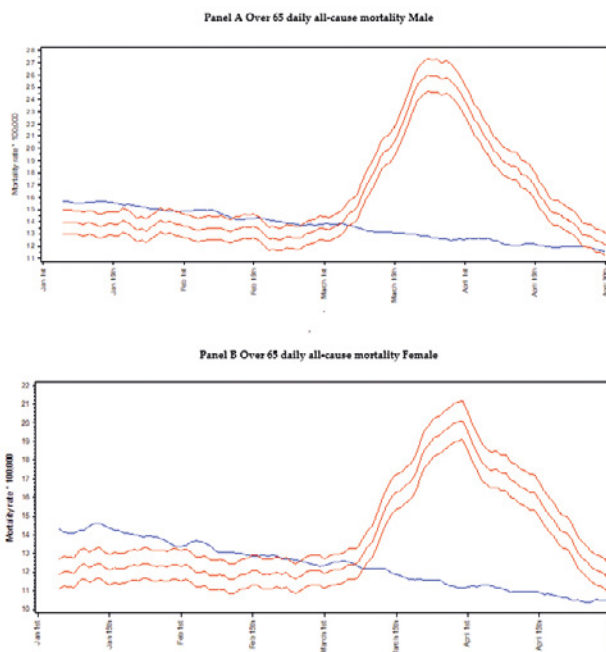 Panel A Over 65 daily all-cause mortality Male
Mortality rate * 100,000
28
27
26
25
24
23
22
21
20
19
18
17
16
15
14
13
12
11
Jan 1st
Jan 15th
Feb 1st
Feb 15th
March 1st
March 15th
April 1st
April 15th
April 30th
Panel B Over 65 daily all-cause mortality Female
Mortality rate * 100,000
22
21
20
19
18
17
16
15
14
13
12
11
10
Jan 1st
Jan 15th
Feb 1st
Feb 15th
March 1st
March 15th
April 1st
April 15th